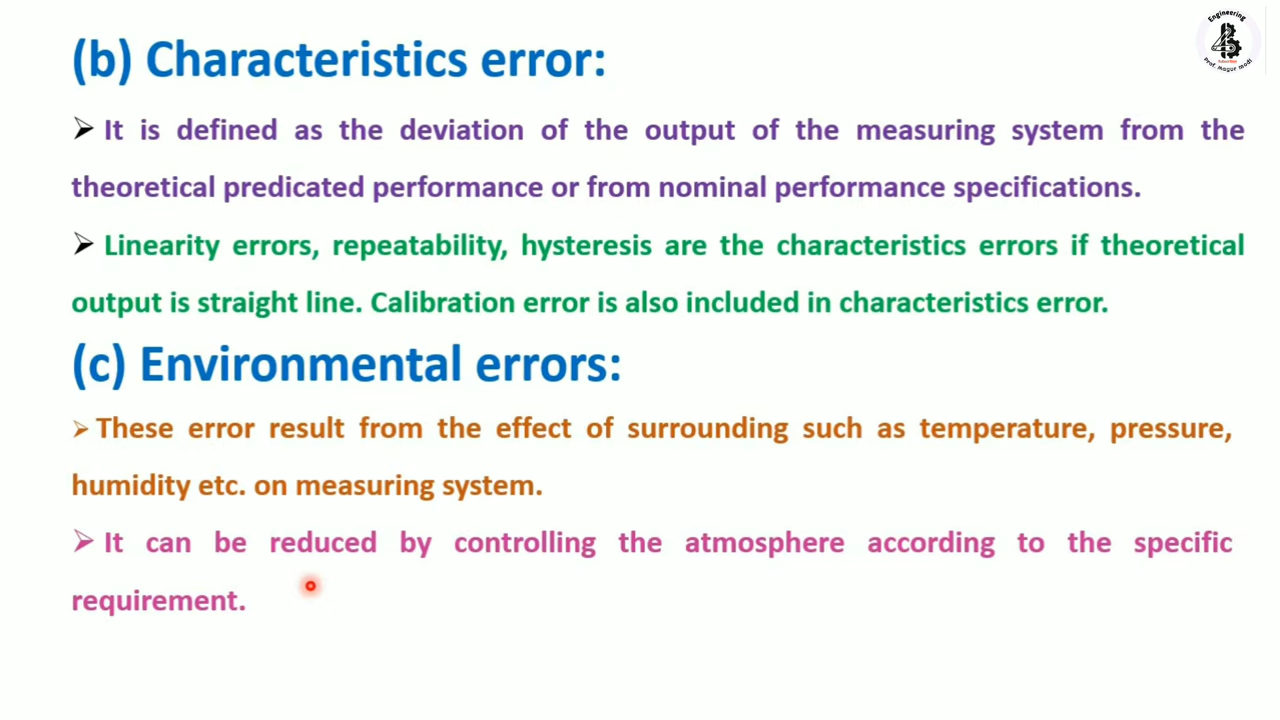 Engineering
Prof. Mayur Modi
(b) Characteristics error:
➢ It is defined as the deviation of the output of the measuring system from the
theoretical predicated performance or from nominal performance specifications.
➢ Linearity errors, repeatability, hysteresis are the characteristics errors if theoretical
output is straight line. Calibration error is also included in characteristics error.
(c) Environmental errors:
➢ These error result from the effect of surrounding such as temperature, pressure,
humidity etc. on measuring system.
➢ It can be reduced by controlling the atmosphere according to the specific
requirement.